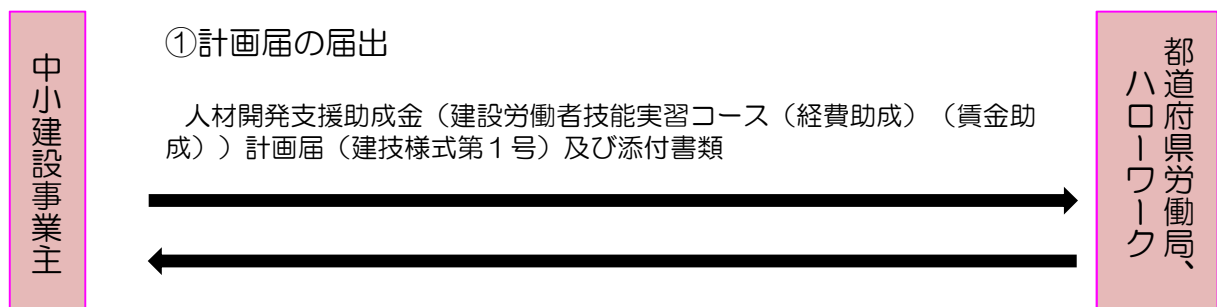 中小建設事業主
①計画届の届出
人材開発支援助成金（建設労働者技能実習コース（経費助成）（賃金助
成））計画届（建技様式第１号）及び添付書類
都道府県労働局、
ハローワーク